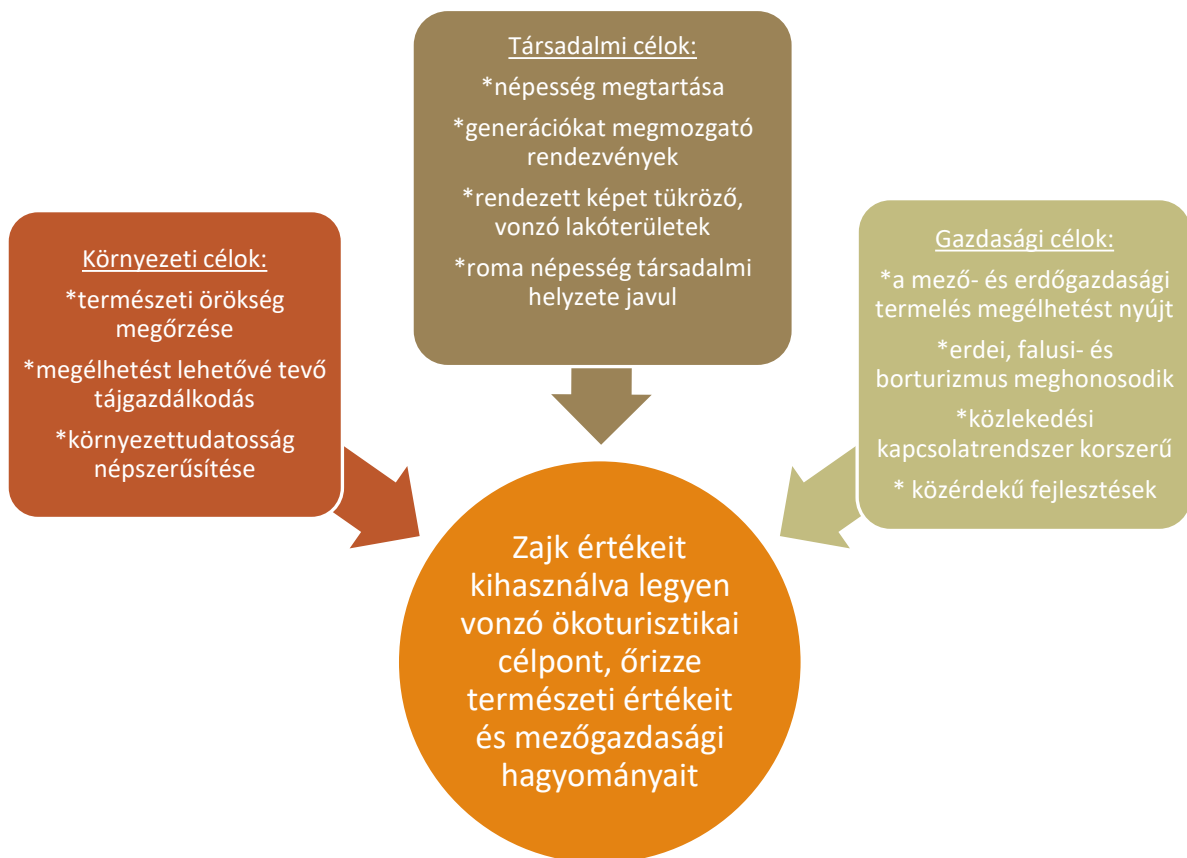 Környezeti célok:
*természeti örökség
megőrzése
*megélhetést lehetővé tevő
tájgazdálkodás
*környezettudatosság
népszerűsítése
Társadalmi célok:
*népesség megtartása
*generációkat megmozgató
rendezvények
*rendezett képet tükröző,
vonzó lakóterületek
*roma népesség társadalmi
helyzete javul
Gazdasági célok:
*a mező- és erdőgazdasági
termelés megélhetést nyújt
*erdei, falusi- és
borturizmus meghonosodik
*közlekedési
kapcsolatrendszer korszerű
* közérdekű fejlesztések
Zajk értékeit
kihasználva legyen
vonzó ökoturisztikai
célpont, őrizze
természeti értékeit
és mezőgazdasági
hagyományait